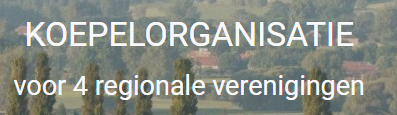 KOEPELORGANISATIE
voor 4 regionale verenigingen